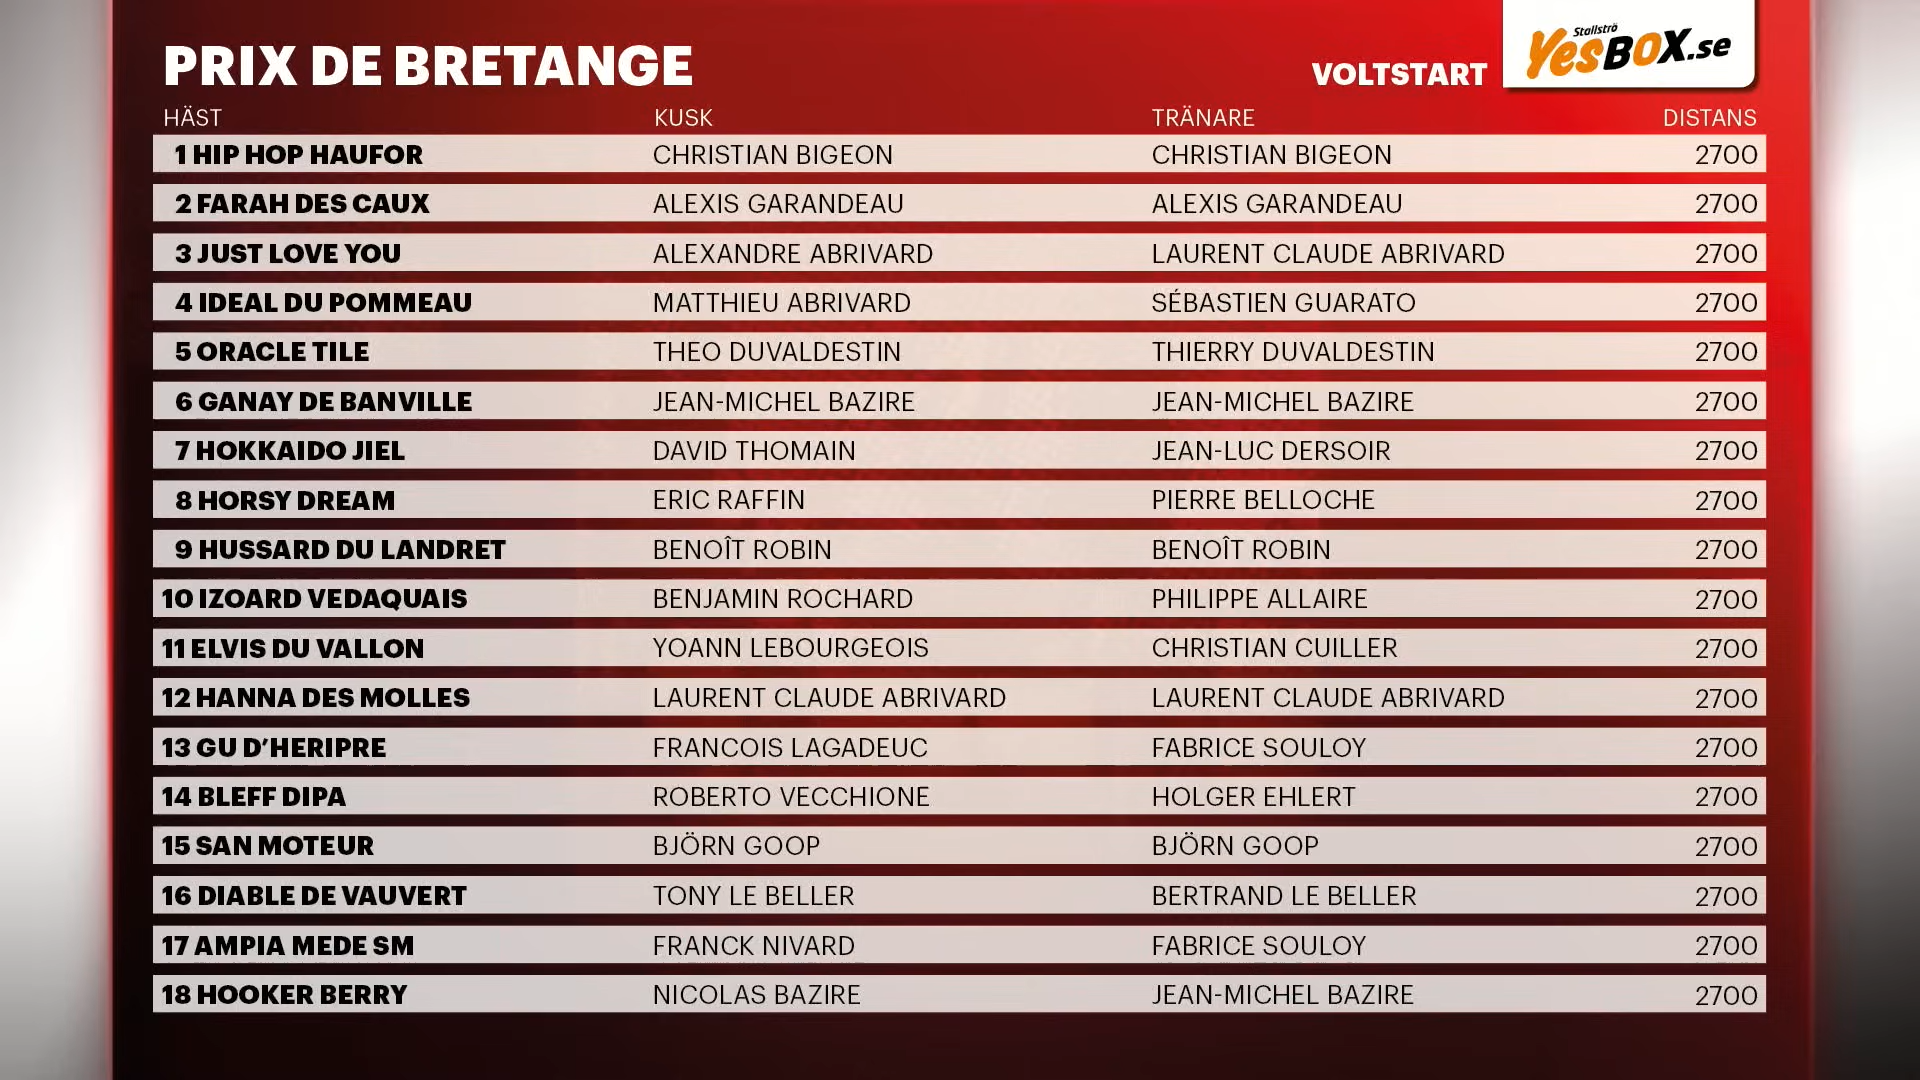 PRIX DE BRETANGE
VOLTSTART
Stallströ
YesBOX.se
HÄST KUSK TRÄNARE DISTANS
1 HIP HOP HAUFOR CHRISTIAN BIGEON CHRISTIAN BIGEON 2700
2 FARAH DES CAUX ALEXIS GARANDEAU ALEXIS GARANDEAU 2700
3 JUST LOVE YOU ALEXANDRE ABRIVARD LAURENT CLAUDE ABRIVARD 2700
4 IDEAL DU POMMEAU MATTHIEU ABRIVARD SÉBASTIEN GUARATO 2700
5 ORACLE TILE THEO DUVALDESTIN THIERRY DUVALDESTIN 2700
6 GANAY DE BANVILLE JEAN-MICHEL BAZIRE JEAN-MICHEL BAZIRE 2700
7 HOKKAIDO JIEL DAVID THOMAIN JEAN-LUC DERSOIR 2700
8 HORSY DREAM ERIC RAFFIN PIERRE BELLOCHE 2700
9 HUSSARD DU LANDRET BENOÎT ROBIN BENOÎT ROBIN 2700
10 IZOARD VEDAQUAIS BENJAMIN ROCHARD PHILIPPE ALLAIRE 2700
11 ELVIS DU VALLON YOANN LEBOURGEOIS CHRISTIAN CUILLER 2700
12 HANNA DES MOLLES LAURENT CLAUDE ABRIVARD LAURENT CLAUDE ABRIVARD 2700
13 GU D’HERIPRE FRANCOIS LAGADEUC FABRICE SOULOY 2700
14 BLEFF DIPA ROBERTO VECCHIONE HOLGER EHLERT 2700
15 SAN MOTEUR BJÖRN GOOP BJÖRN GOOP 2700
16 DIABLE DE VAUVERT TONY LE BELLER BERTRAND LE BELLER 2700
17 AMPIA MEDE SM FRANCK NIVARD FABRICE SOULOY 2700
18 HOOKER BERRY NICOLAS BAZIRE JEAN-MICHEL BAZIRE 2700